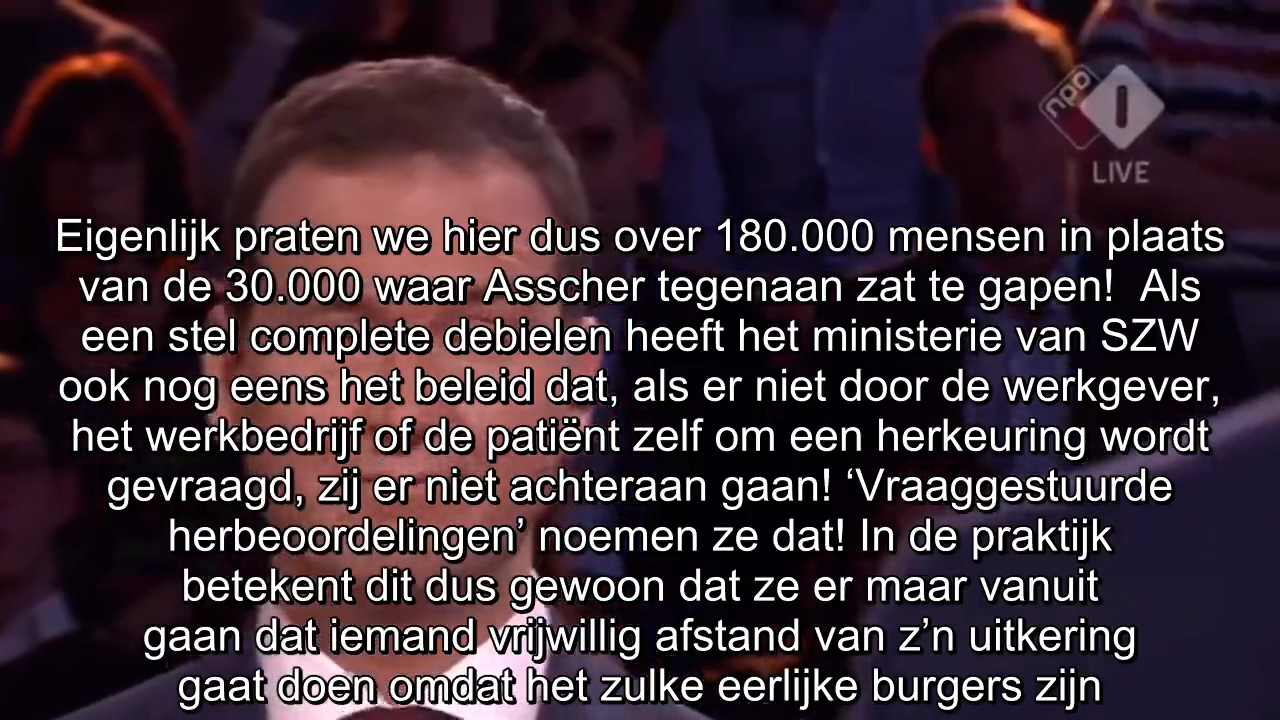 npo
1
LIVE
Eigenlijk praten we hier dus over 180.000 mensen in plaats
van de 30.000 waar Asscher tegenaan zat te gapen!  Als
een stel complete debielen heeft het ministerie van SZW
ook nog eens het beleid dat, als er niet door de werkgever,
het werkbedrijf of de patiënt zelf om een herkeuring wordt
gevraagd, zij er niet achteraan gaan! ‘Vraaggestuurde
herbeoordelingen’ noemen ze dat! In de praktijk
betekent dit dus gewoon dat ze er maar vanuit
gaan dat iemand vrijwillig afstand van z’n uitkering
gaat doen omdat het zulke eerlijke burgers zijn